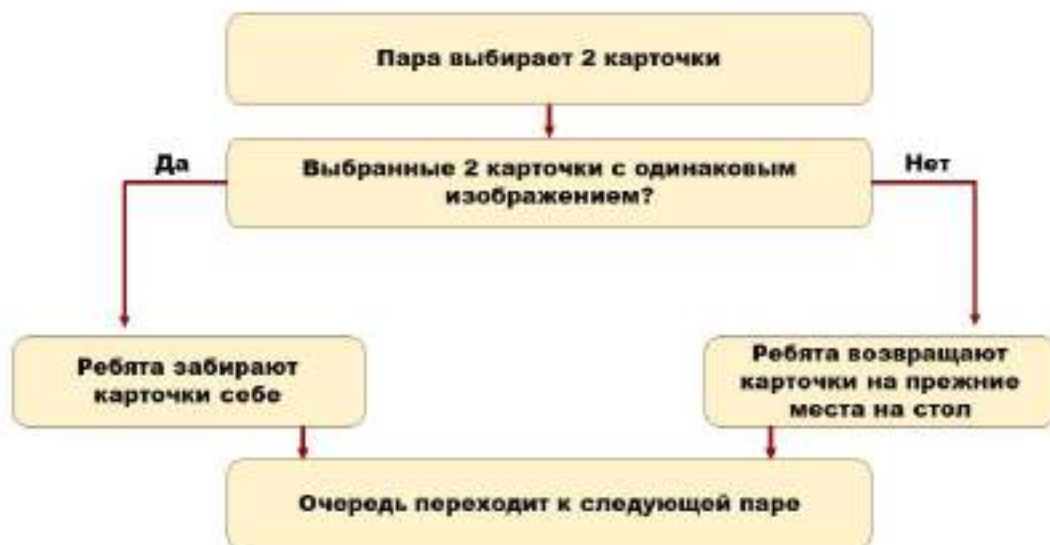 Пара выбирает 2 карточки
Да
Выбранные 2 карточки с одинаковым
изображением?
Нет
Ребята забирают
карточки себе
Ребята возвращают
карточки на прежние
места на стол
Очередь переходит к следующей паре